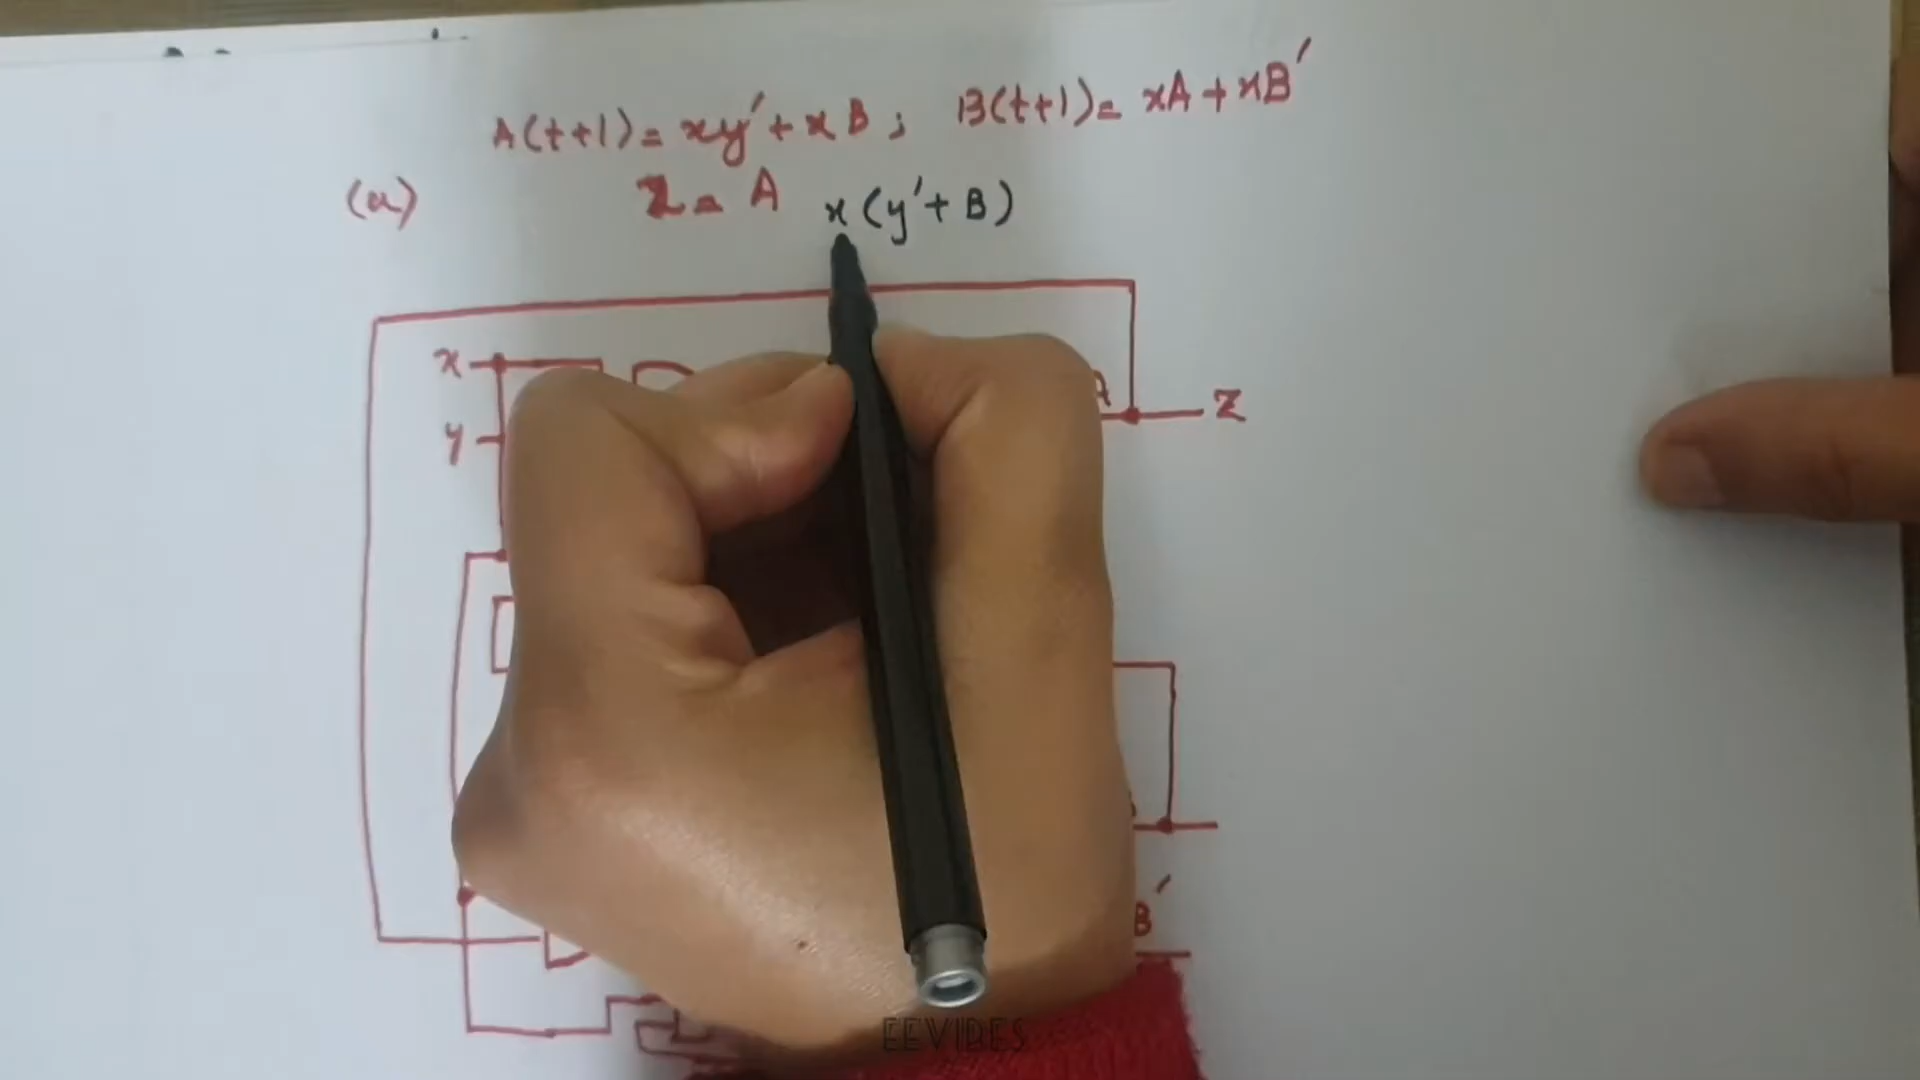 A(t+1)= xy'+xB; B(t+1)= xA+xB'
(a) Z= A x(y'+B)
x
y
A
Z
B'
EEVIBES